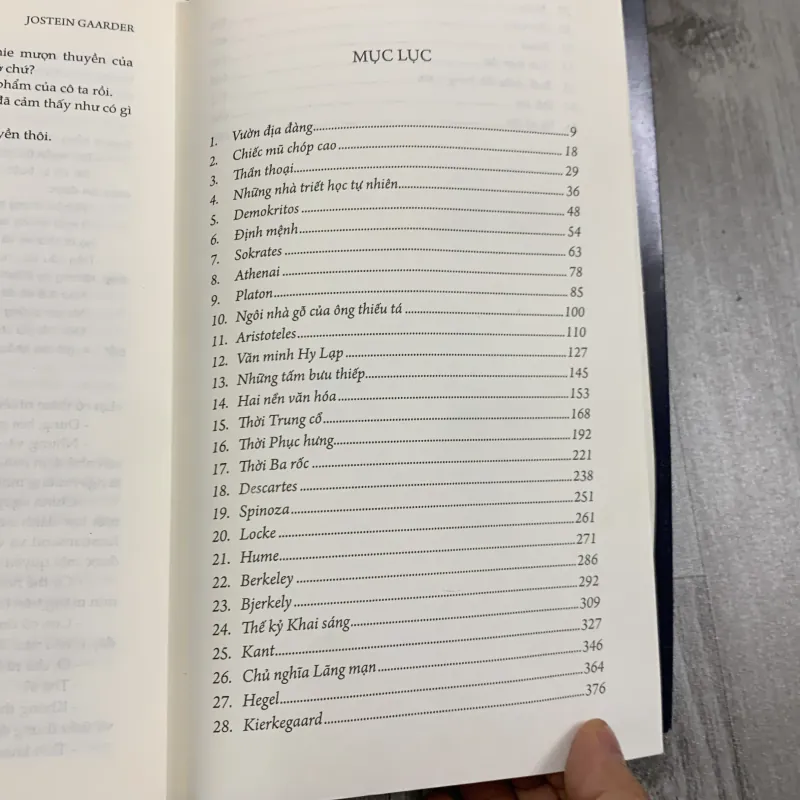 JOSTEIN GAARDER
mượn thuyền của
chứ?
phẩm của cô ta rồi.
đã cảm thấy như có gì
thôi.
MỤC LỤC
1. Vườn địa đàng 9
2. Chiếc mũ chóp cao 18
3. Thần thoại 29
4. Những nhà triết học tự nhiên 36
5. Demokritos 48
6. Định mệnh 54
7. Sokrates 63
8. Athenai 78
9. Platon 85
10. Ngôi nhà gỗ của ông thiếu tá 100
11. Aristoteles 110
12. Văn minh Hy Lạp 127
13. Những tấm bưu thiếp 145
14. Hai nền văn hóa 153
15. Thời Trung cổ 168
16. Thời Phục hưng 192
17. Thời Ba rốc 221
18. Descartes 238
19. Spinoza 251
20. Locke 261
21. Hume 271
22. Berkeley 286
23. Bjerkely 292
24. Thế kỷ Khai sáng 309
25. Kant 327
26. Chủ nghĩa Lãng mạn 346
27. Hegel 364
28. Kierkegaard 376